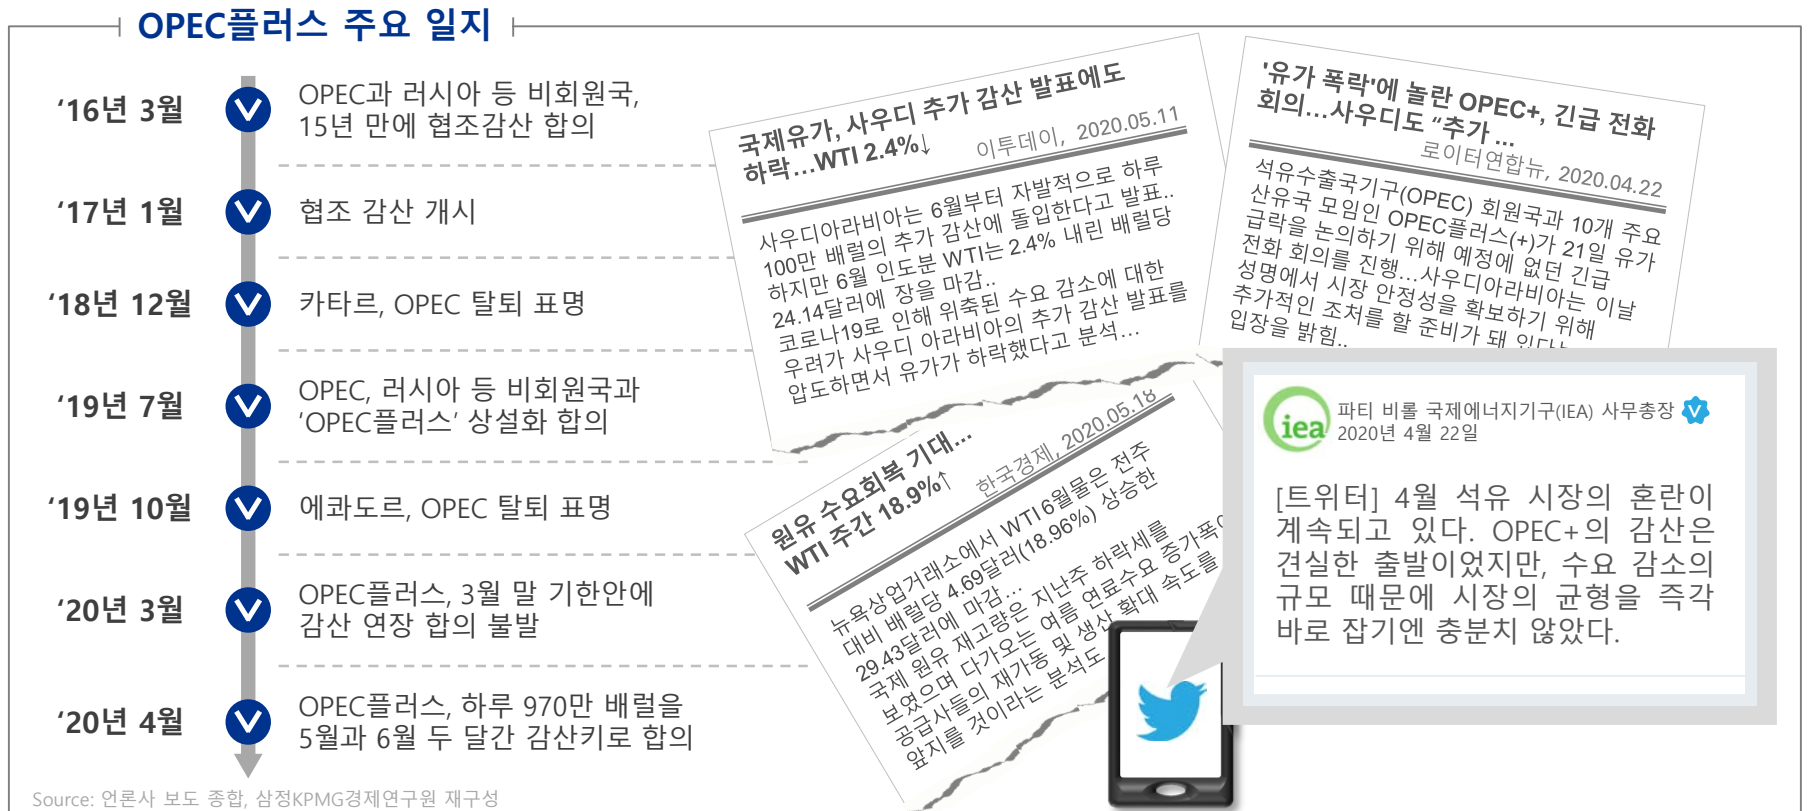 OPEC플러스 주요 일지
‘16년 3월
OPEC과 러시아 등 비회원국,
15년 만에 협조감산 합의
‘17년 1월
협조 감산 개시
‘18년 12월
카타르, OPEC 탈퇴 표명
‘19년 7월
OPEC, 러시아 등 비회원국과
‘OPEC플러스‘ 상설화 합의
‘19년 10월
에콰도르, OPEC 탈퇴 표명
‘20년 3월
OPEC플러스, 3월 말 기한안에
감산 연장 합의 불발
‘20년 4월
OPEC플러스, 하루 970만 배럴을
5월과 6월 두 달간 감산키로 합의
국제유가, 사우디 추가 감산 발표에도
하락…WTI 2.4%↓
이투데이, 2020.05.11
사우디아라비아는 6월부터 자발적으로 하루
100만 배럴의 추가 감산에 돌입한다고 발표..
하지만 6월 인도분 WTI는 2.4% 내린 배럴당
24.14달러에 장을 마감..
코로나19로 인해 위축된 수요 감소에 대한
우려가 사우디 아라비아의 추가 감산 발표를
압도하면서 유가가 하락했다고 분석…
'유가 폭락'에 놀란 OPEC+, 긴급 전화
회의…사우디도 “추가 …
로이터연합뉴, 2020.04.22
석유수출국기구(OPEC) 회원국과 10개 주요
산유국 모임인 OPEC플러스(+)가 21일 유가
급락을 논의하기 위해 예정에 없던 긴급
전화 회의를 진행…사우디아라비아는 이날
성명에서 시장 안정성을 확보하기 위해
추가적인 조처를 할 준비가 돼
입장을 밝힘..
원유 수요회복 기대…
WTI 주간 18.9%↑
한국경제, 2020.05.18
뉴욕상업거래소에서 WTI 6월물은 전주
대비 배럴당 4.69달러(18.96%) 상승한
29.43달러에 마감…
국제 원유 재고량은 지난주 하락세를
보였으며 다가오는 여름 연료수요 증가폭이
공급사들의 재가동 및 생산 확대 속도를
앞지를 것이라는 분석도
iea
파티 비롤 국제에너지기구(IEA) 사무총장
2020년 4월 22일
[트위터] 4월 석유 시장의 혼란이
계속되고 있다. OPEC+의 감산은
견실한 출발이었지만, 수요 감소의
규모 때문에 시장의 균형을 즉각
바로 잡기엔 충분치 않았다.
Source: 언론사 보도 종합, 삼정KPMG경제연구원 재구성